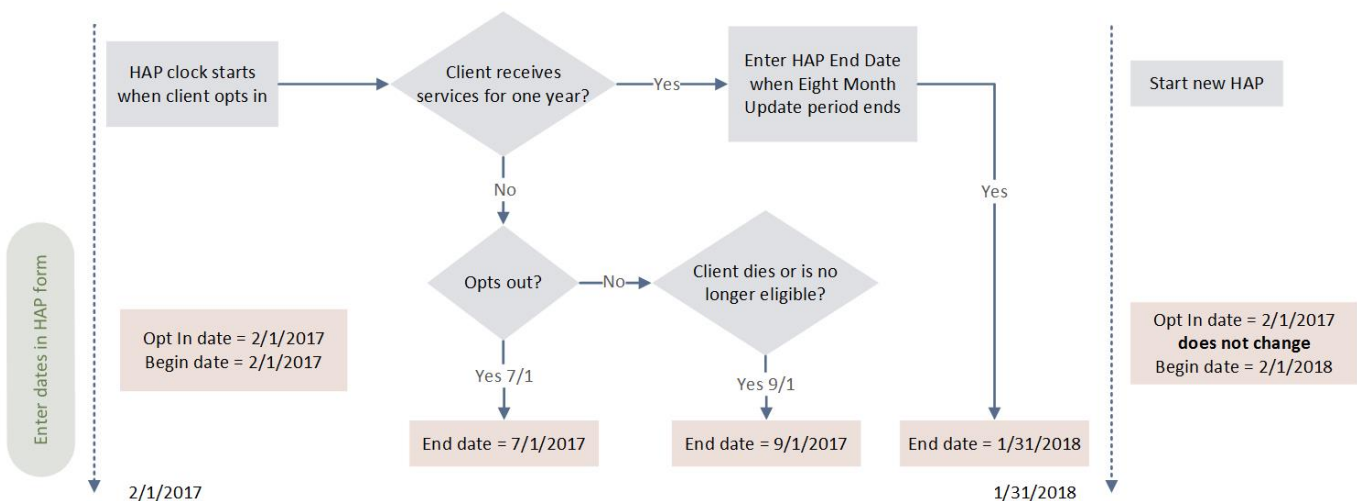 HAP clock starts
when client opts in
Client receives
services for one year?
Yes
Enter HAP End Date
when Eight Month
Update period ends
Start new HAP
No
Yes
Enter dates in HAP form
Opts out?
No
Client dies or is no
longer eligible?
Opt In date = 2/1/2017
Begin date = 2/1/2017
Opt In date = 2/1/2017
does not change
Begin date = 2/1/2018
Yes 7/1
Yes 9/1
End date = 7/1/2017
End date = 9/1/2017
End date = 1/31/2018
2/1/2017
1/31/2018